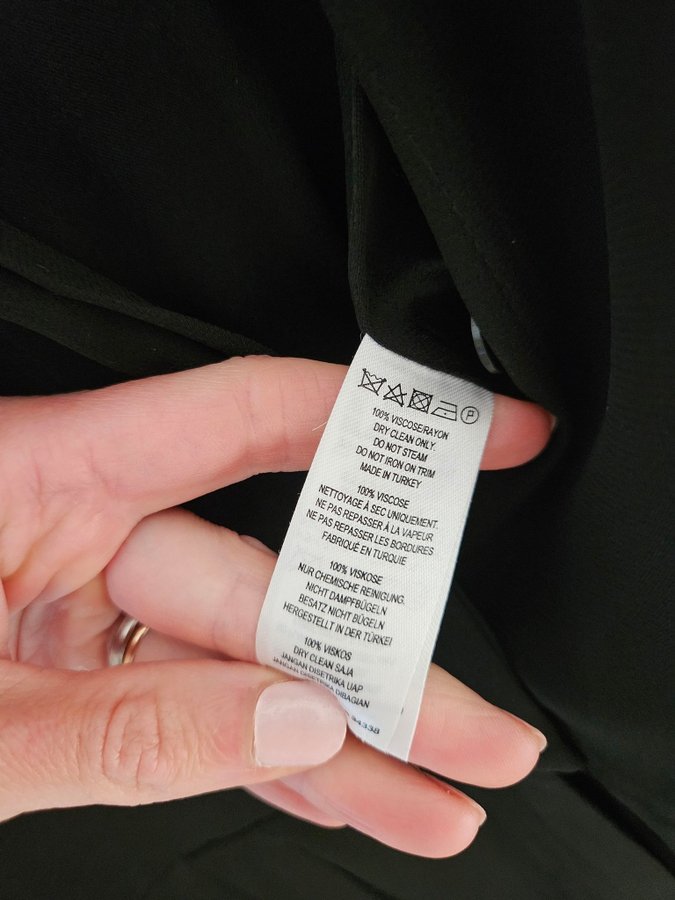 P
100% VISCOSE/RAYON
DRY CLEAN ONLY.
DO NOT STEAM
DO NOT IRON ON TRIM
MADE IN TURKEY
100% VISCOSE
NETTOYAGE À SEC UNIQUEMENT.
NE PAS REPASSER À LA VAPEUR
NE PAS REPASSER LES BORDURES
FABRIQUÉ EN TURQUIE
100% VISKOSE
NUR CHEMISCHE REINIGUNG.
NICHT DAMPFBÜGELN
BESATZ NICHT BÜGELN
HERGESTELLT IN DER TÜRKEI
100% VISKOS
DRY CLEAN SAJA
JANGAN DISETRIKA UAP
JANGAN DISETRIKA DIBAGIAN